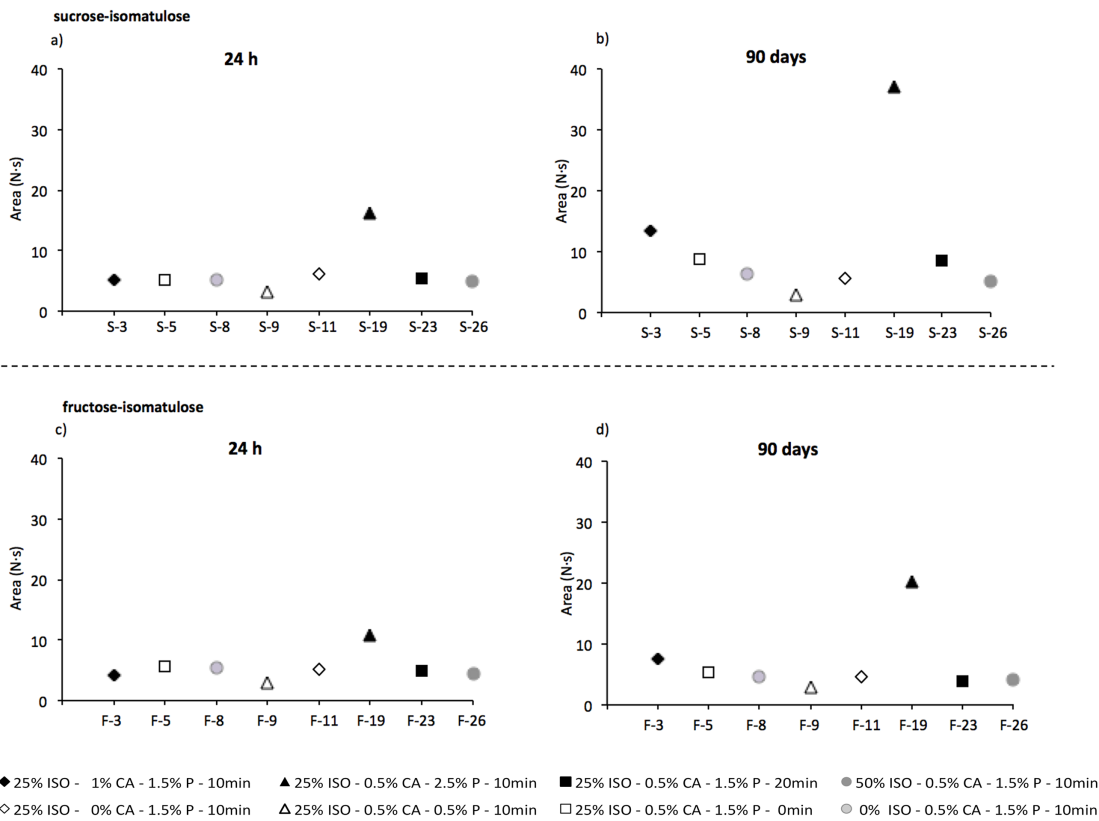 sucrose-isomatulose
a)
24 h
40
30
20
10
0
Area (N·s)
S-3 S-5 S-8 S-9 S-11 S-19 S-23 S-26
b)
90 days
40
30
20
10
0
Area (N·s)
S-3 S-5 S-8 S-9 S-11 S-19 S-23 S-26
fructose-isomatulose
c)
24 h
40
30
20
10
0
Area (N·s)
F-3 F-5 F-8 F-9 F-11 F-19 F-23 F-26
d)
90 days
40
30
20
10
0
Area (N·s)
F-3 F-5 F-8 F-9 F-11 F-19 F-23 F-26
25% ISO - 1% CA - 1.5% P - 10min
25% ISO - 0.5% CA - 2.5% P - 10min
25% ISO - 0.5% CA - 1.5% P - 20min
50% ISO - 0.5% CA - 1.5% P - 10min
25% ISO - 0% CA - 1.5% P - 10min
25% ISO - 0.5% CA - 0.5% P - 10min
25% ISO - 0.5% CA - 1.5% P - 0min
0% ISO - 0.5% CA - 1.5% P - 10min